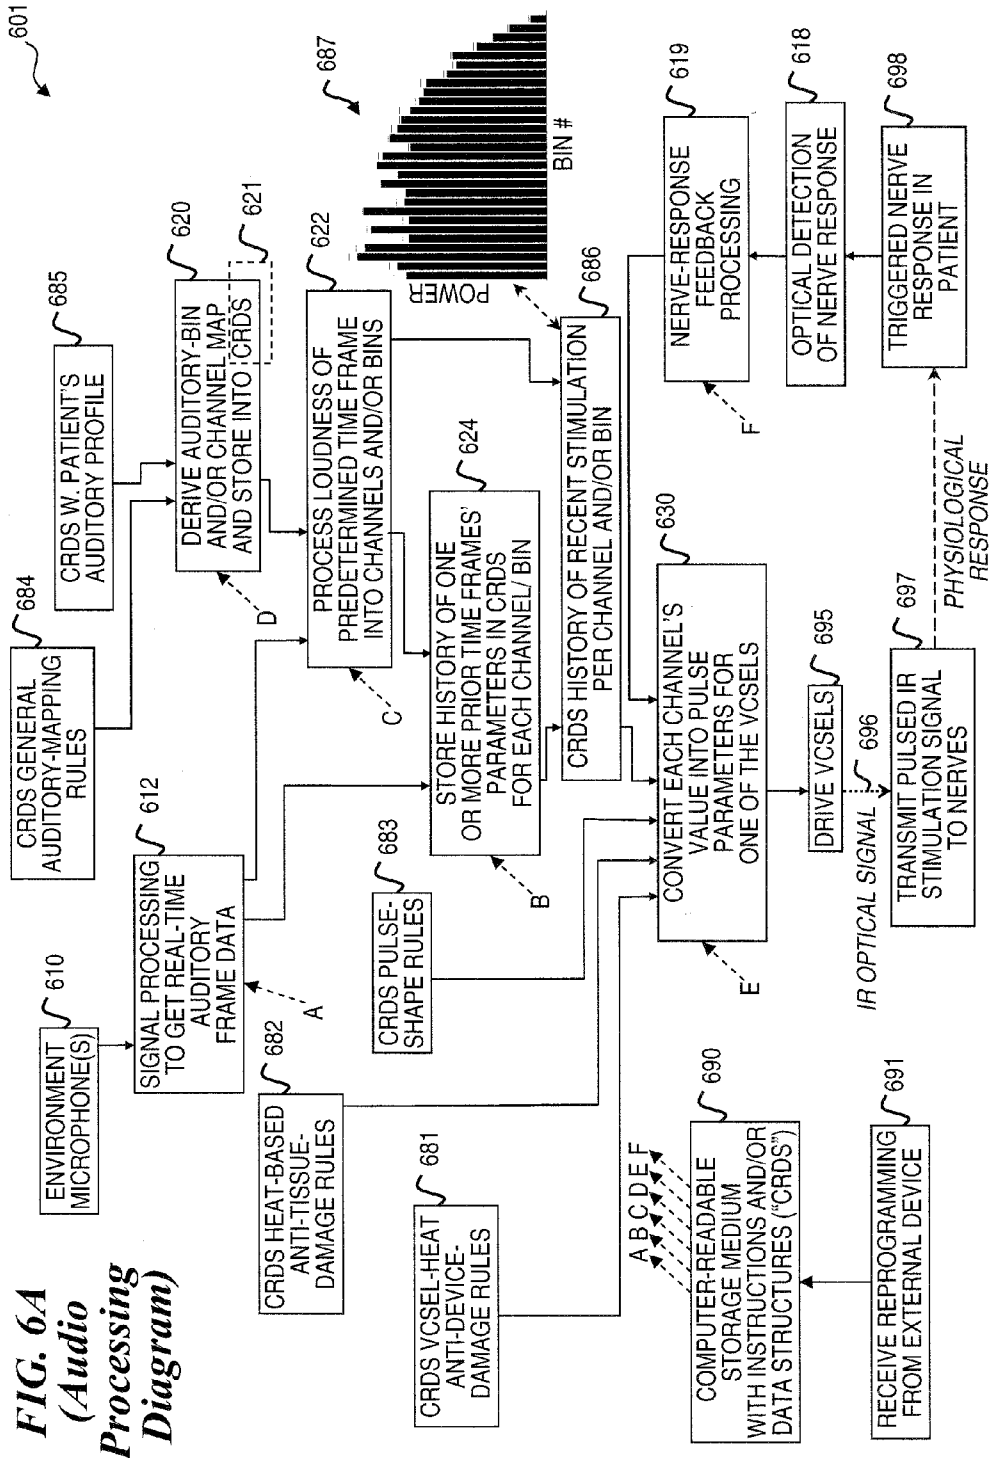 FIG. 6A
(Audio
Processing
Diagram)
601
610
ENVIRONMENT
MICROPHONE(S)
612
SIGNAL PROCESSING
TO GET REAL-TIME
AUDITORY
FRAME DATA
A
684
CRDS GENERAL
AUDITORY-MAPPING
RULES
685
CRDS W. PATIENT'S
AUDITORY PROFILE
620
DERIVE AUDITORY-BIN
AND/OR CHANNEL MAP
AND STORE INTO CRDS
621
D
622
PROCESS LOUDNESS OF
PREDETERMINED TIME FRAME
INTO CHANNELS AND/OR BINS
C
687
POWER
BIN #
624
STORE HISTORY OF ONE
OR MORE PRIOR TIME FRAMES'
PARAMETERS IN CRDS
FOR EACH CHANNEL/ BIN
B
686
CRDS HISTORY OF RECENT STIMULATION
PER CHANNEL AND/OR BIN
682
CRDS HEAT-BASED
ANTI-TISSUE-
DAMAGE RULES
683
CRDS PULSE-
SHAPE RULES
681
CRDS VCSEL-HEAT
ANTI-DEVICE-
DAMAGE RULES
630
CONVERT EACH CHANNEL'S
VALUE INTO PULSE
PARAMETERS FOR
ONE OF THE VCSELS
E
619
NERVE-RESPONSE
FEEDBACK
PROCESSING
F
618
OPTICAL DETECTION
OF NERVE RESPONSE
698
TRIGGERED NERVE
RESPONSE IN
PATIENT
695
DRIVE VCSELS
696
IR OPTICAL SIGNAL
697
TRANSMIT PULSED IR
STIMULATION SIGNAL
TO NERVES
PHYSIOLOGICAL
RESPONSE
A B C D E F
690
COMPUTER-READABLE
STORAGE MEDIUM
WITH INSTRUCTIONS AND/OR
DATA STRUCTURES ("CRDS")
691
RECEIVE REPROGRAMMING
FROM EXTERNAL DEVICE